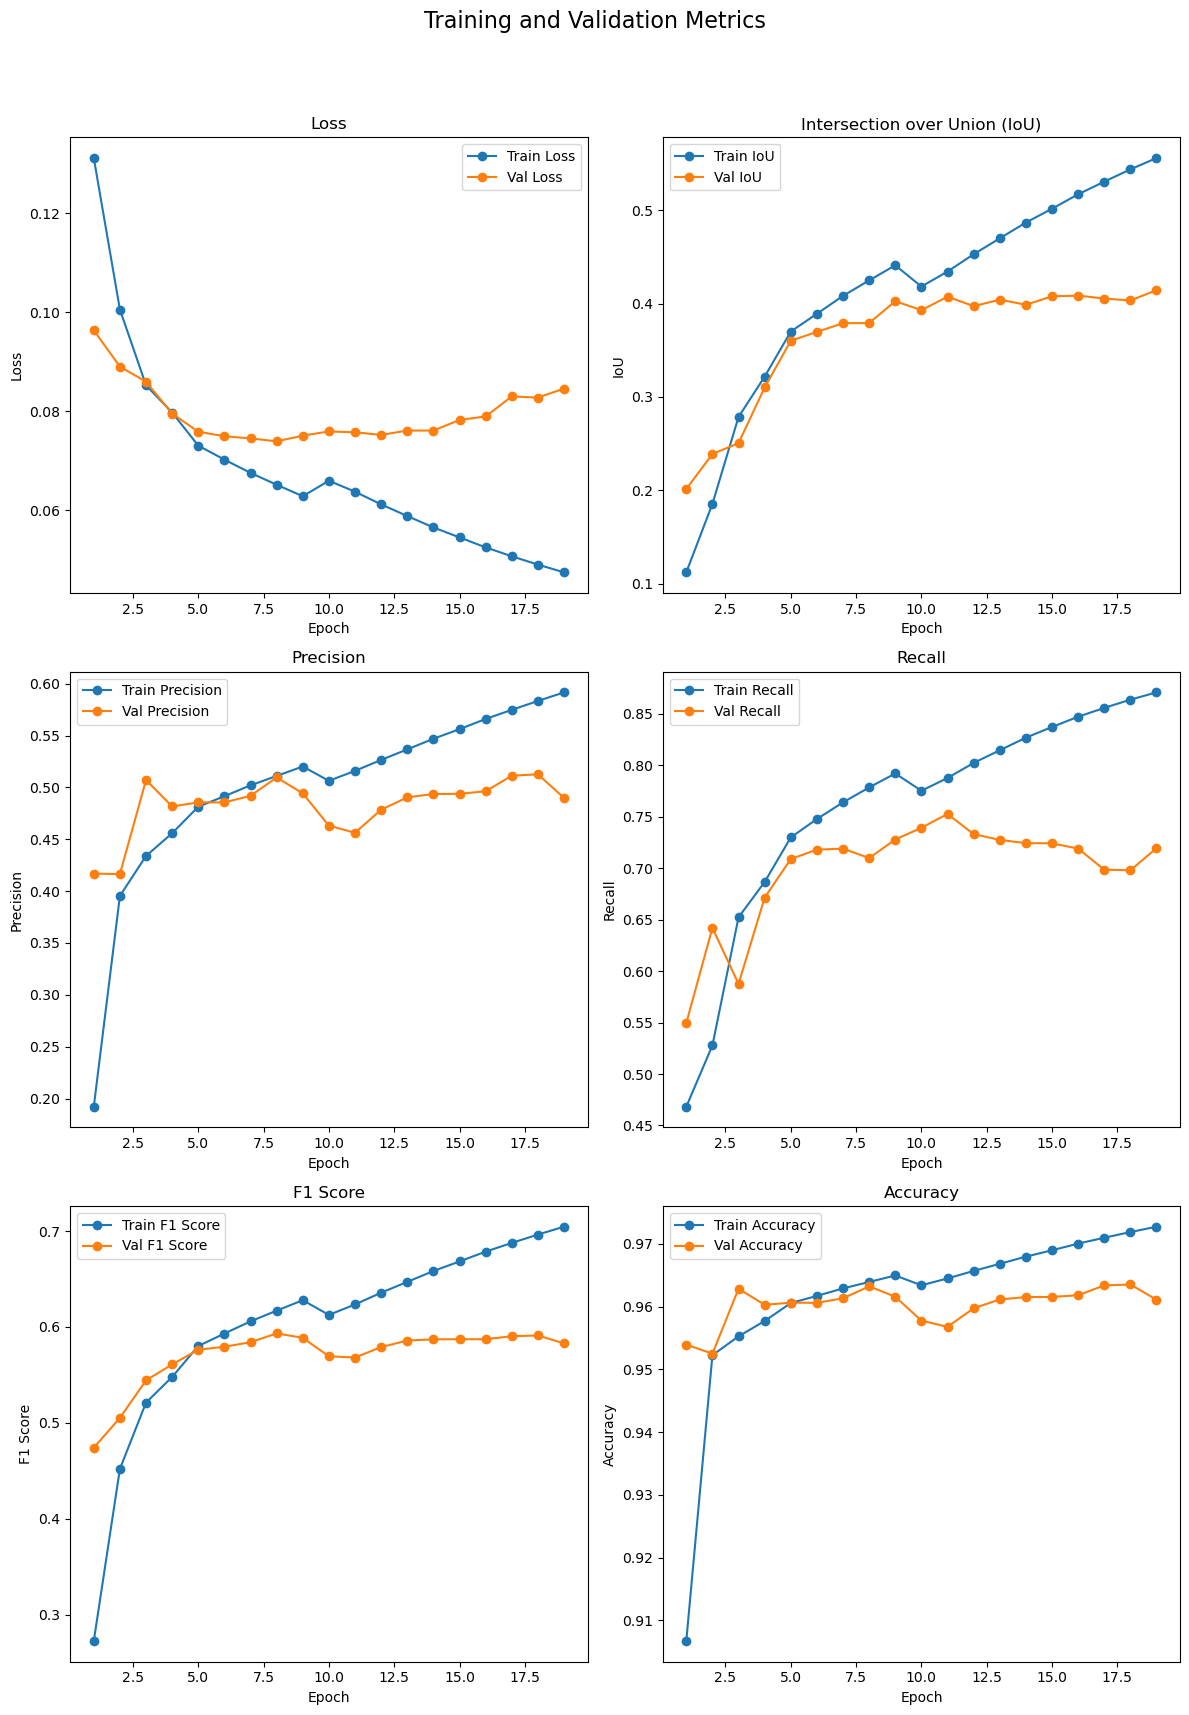 Training and Validation Metrics
Loss
Train Loss
Val Loss
0.12
0.10
0.08
0.06
Loss
2.5 5.0 7.5 10.0 12.5 15.0 17.5
Epoch
Intersection over Union (IoU)
Train IoU
Val IoU
0.5
0.4
0.3
0.2
0.1
IoU
2.5 5.0 7.5 10.0 12.5 15.0 17.5
Epoch
Precision
Train Precision
Val Precision
0.60
0.55
0.50
0.45
0.40
0.35
0.30
0.25
0.20
Precision
2.5 5.0 7.5 10.0 12.5 15.0 17.5
Epoch
Recall
Train Recall
Val Recall
0.85
0.80
0.75
0.70
0.65
0.60
0.55
0.50
0.45
Recall
2.5 5.0 7.5 10.0 12.5 15.0 17.5
Epoch
F1 Score
Train F1 Score
Val F1 Score
0.7
0.6
0.5
0.4
0.3
F1 Score
2.5 5.0 7.5 10.0 12.5 15.0 17.5
Epoch
Accuracy
Train Accuracy
Val Accuracy
0.97
0.96
0.95
0.94
0.93
0.92
0.91
Accuracy
2.5 5.0 7.5 10.0 12.5 15.0 17.5
Epoch